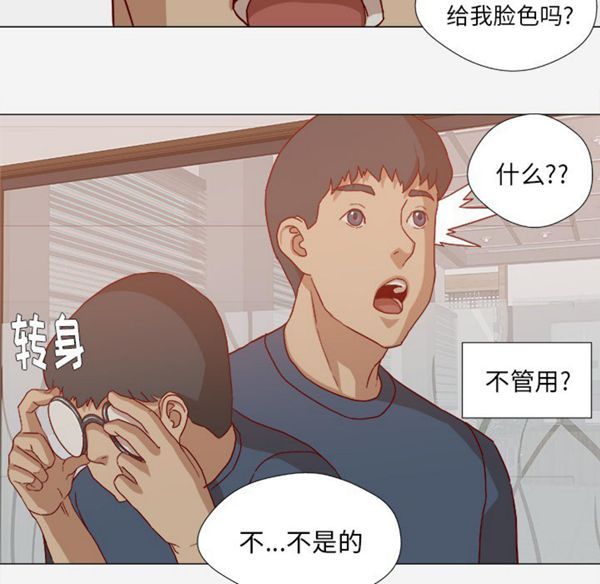 给我脸色吗?
什么??
转身
不管用?
不...不是的